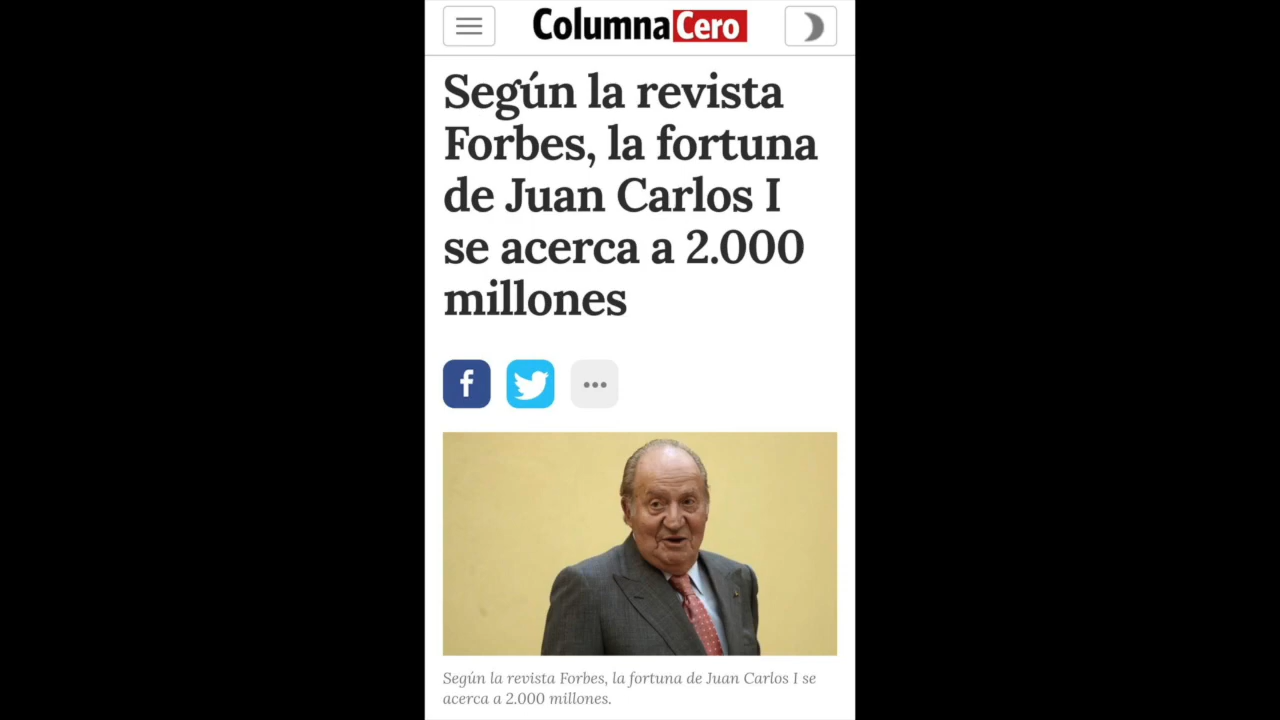 ColumnaCero
Según la revista
Forbes, la fortuna
de Juan Carlos I
se acerca a 2.000
millones
Según la revista Forbes, la fortuna de Juan Carlos I se
acerca a 2.000 millones.